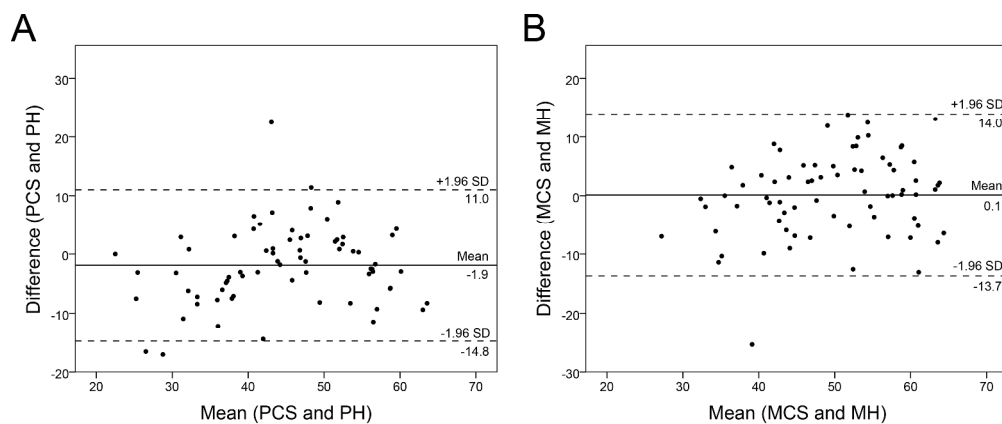 A
Difference (PCS and PH)
30
20
10
0
-10
-20
+1.96 SD
11.0
Mean
-1.9
-1.96 SD
-14.8
20 30 40 50 60 70
Mean (PCS and PH)
B
Difference (MCS and MH)
20
10
0
-10
-20
-30
+1.96 SD
14.0
Mean
0.1
-1.96 SD
-13.7
20 30 40 50 60 70
Mean (MCS and MH)